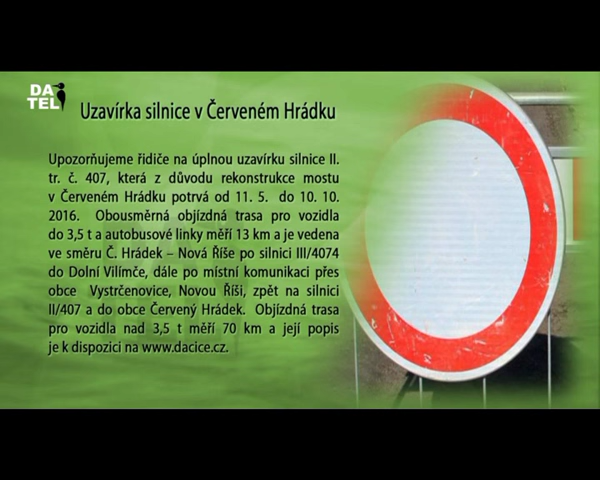 DA
TEL
Uzavírka silnice v Červeném Hrádku
Upozorňujeme řidiče na úplnou uzavírku silnice II.
tr. č. 407, která z důvodu rekonstrukce mostu
v Červeném Hrádku potrvá od 11. 5. do 10. 10.
2016. Obousměrná objízdná trasa pro vozidla
do 3,5 t a autobusové linky měří 13 km a je vedena
ve směru Č. Hrádek – Nová Říše po silnici III/4074
do Dolní Vilímče, dále po místní komunikaci přes
obce Vystrčenovice, Novou Říši, zpět na silnici
II/407 a do obce Červený Hrádek. Objízdná trasa
pro vozidla nad 3,5 t měří 70 km a její popis
je k dispozici na www.dacice.cz.